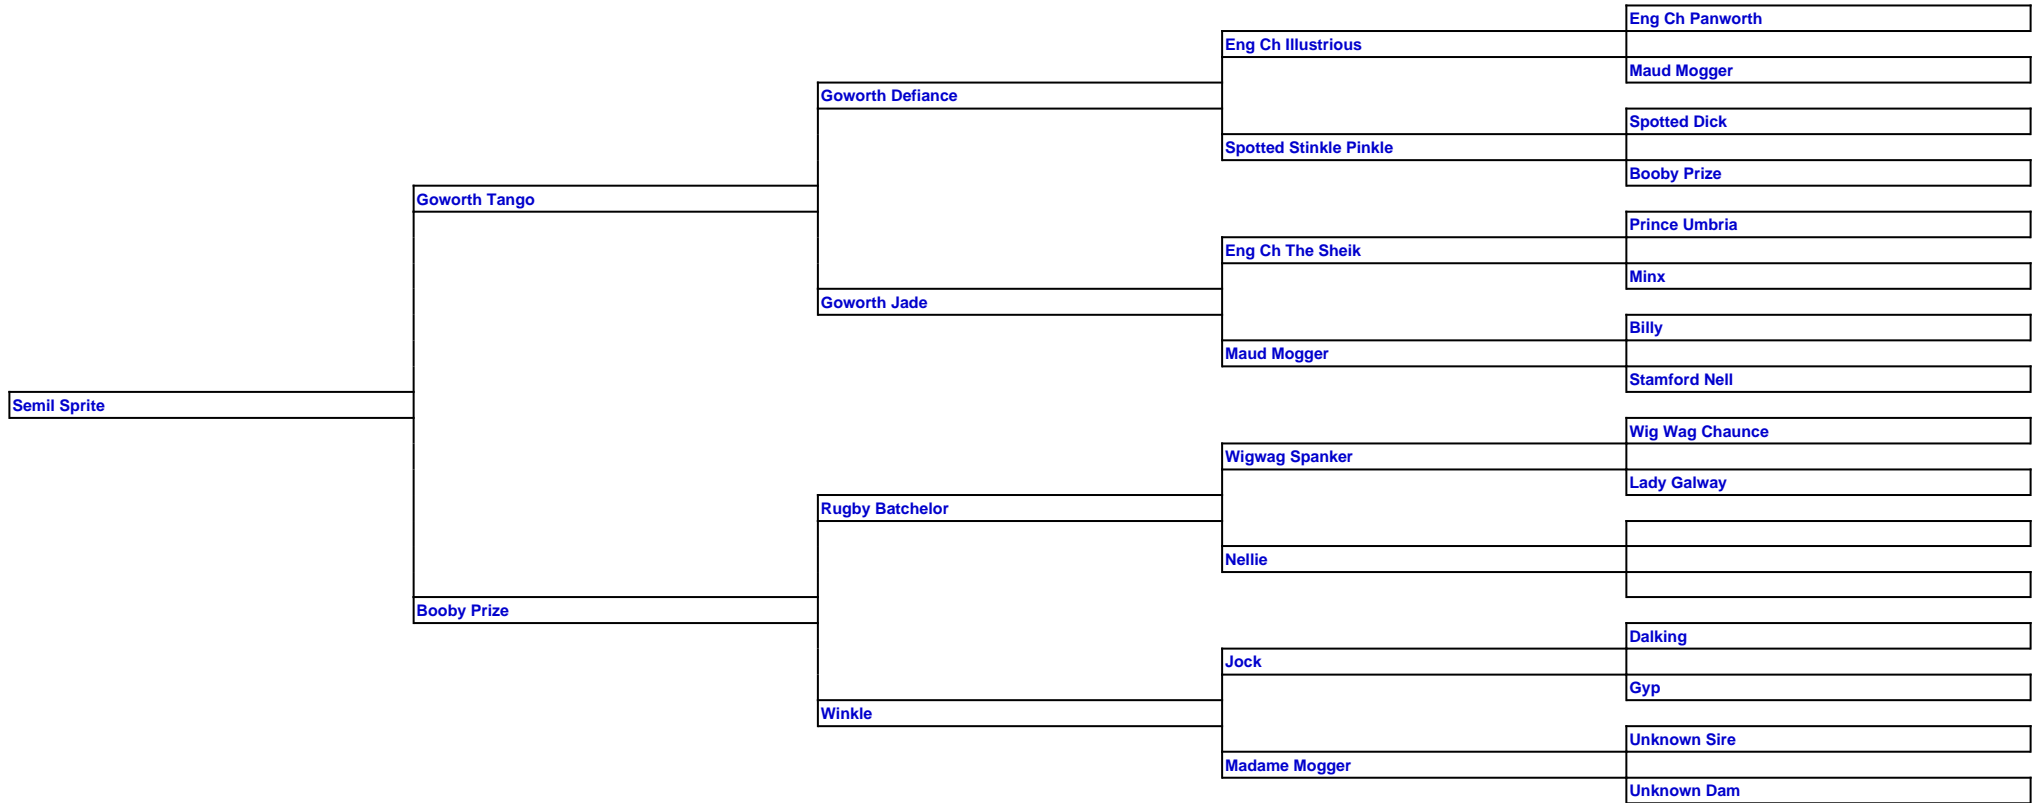 Eng Ch Panworth
Eng Ch Illustrious
Maud Mogger
Goworth Defiance
Spotted Dick
Spotted Stinkle Pinkle
Booby Prize
Goworth Tango
Prince Umbria
Eng Ch The Sheik
Minx
Goworth Jade
Billy
Maud Mogger
Stamford Nell
Semil Sprite
Wig Wag Chaunce
Wigwag Spanker
Lady Galway
Rugby Batchelor
Nellie
Booby Prize
Dalking
Jock
Gyp
Winkle
Unknown Sire
Madame Mogger
Unknown Dam